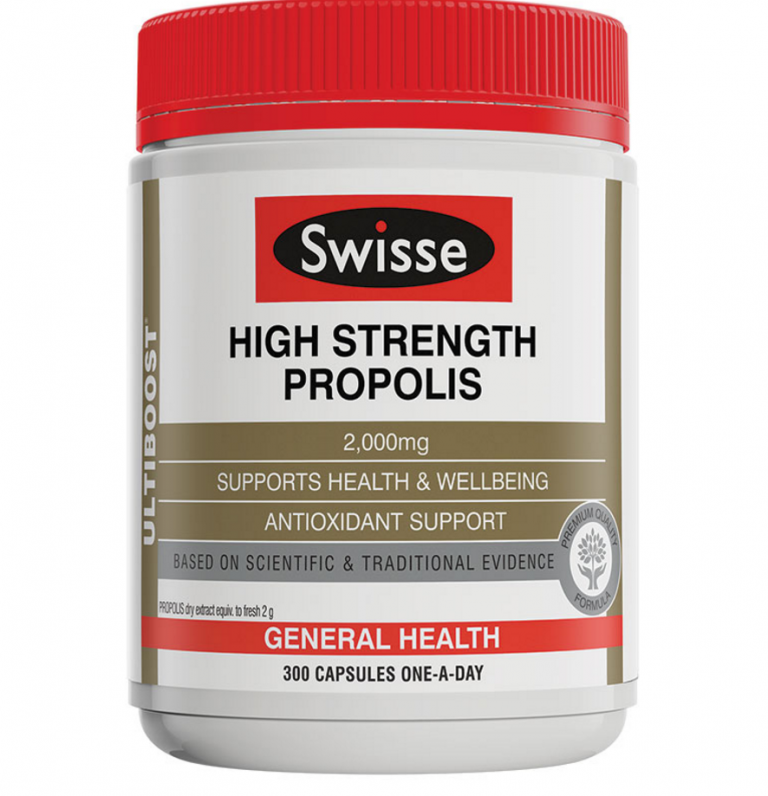 Swisse
HIGH STRENGTH
PROPOLIS
ULTIBOOST®
2,000mg
SUPPORTS HEALTH & WELLBEING
ANTIOXIDANT SUPPORT
BASED ON SCIENTIFIC & TRADITIONAL EVIDENCE
PREMIUM QUALITY
FORMULA
PROPOLIS dry extract equiv. to fresh 2 g
GENERAL HEALTH
300 CAPSULES ONE-A-DAY